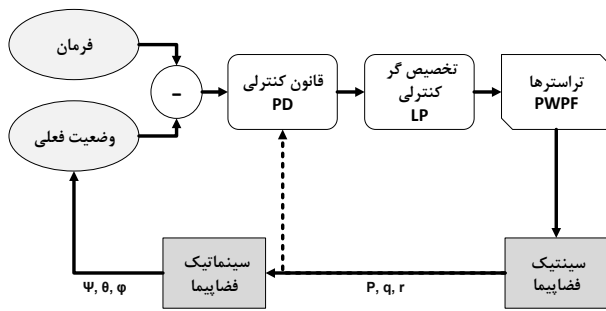 فرمان
وضعیت فعلی
-
قانون کنترلی
PD
تخصیص گر
کنترلی
LP
تراسترها
PWPF
سینتیک
فضاپیما
P, q, r
سینماتیک
فضاپیما
Ψ, θ, φ